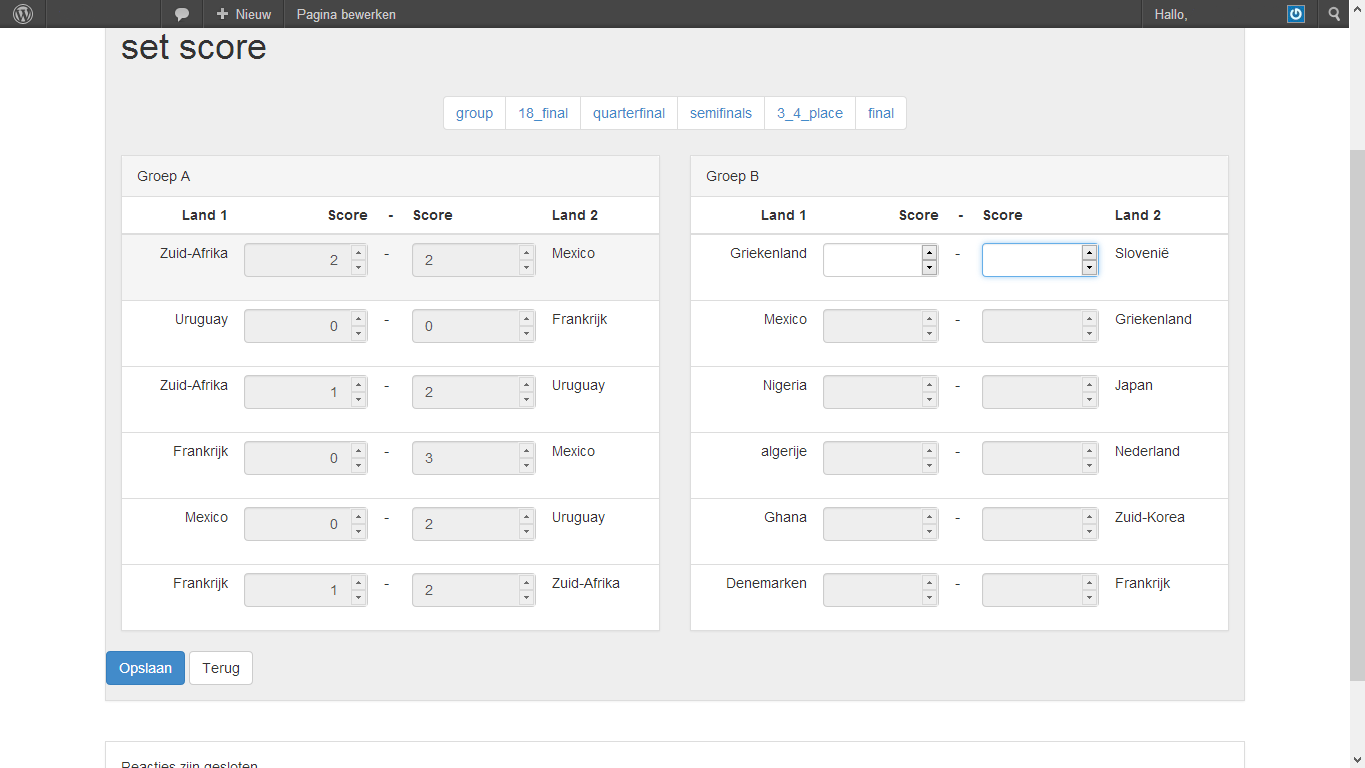 Nieuw Pagina bewerken Hallo,
set score
group 18_final quarterfinal semifinals 3_4_place final
Groep A
Land 1 Score - Score Land 2
Zuid-Afrika 2 - 2 Mexico
Uruguay 0 - 0 Frankrijk
Zuid-Afrika 1 - 2 Uruguay
Frankrijk 0 - 3 Mexico
Mexico 0 - 2 Uruguay
Frankrijk 1 - 2 Zuid-Afrika
Groep B
Land 1 Score - Score Land 2
Griekenland - Slovenië
Mexico - Griekenland
Nigeria - Japan
algerije - Nederland
Ghana - Zuid-Korea
Denemarken - Frankrijk
Opslaan Terug
Reacties zijn gesloten